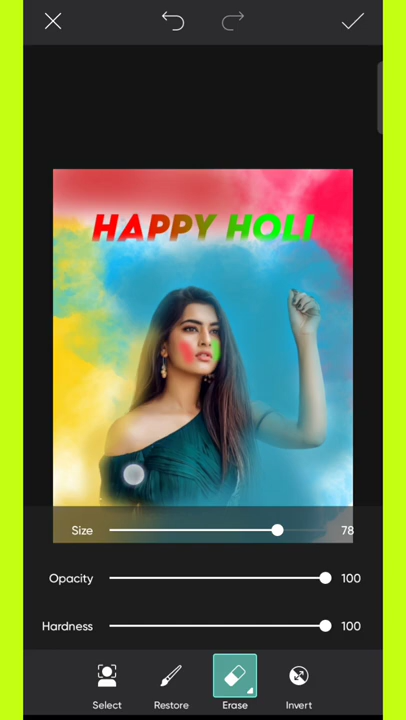 HAPPY HOLI
Size 78
Opacity 100
Hardness 100
Select Restore Erase Invert